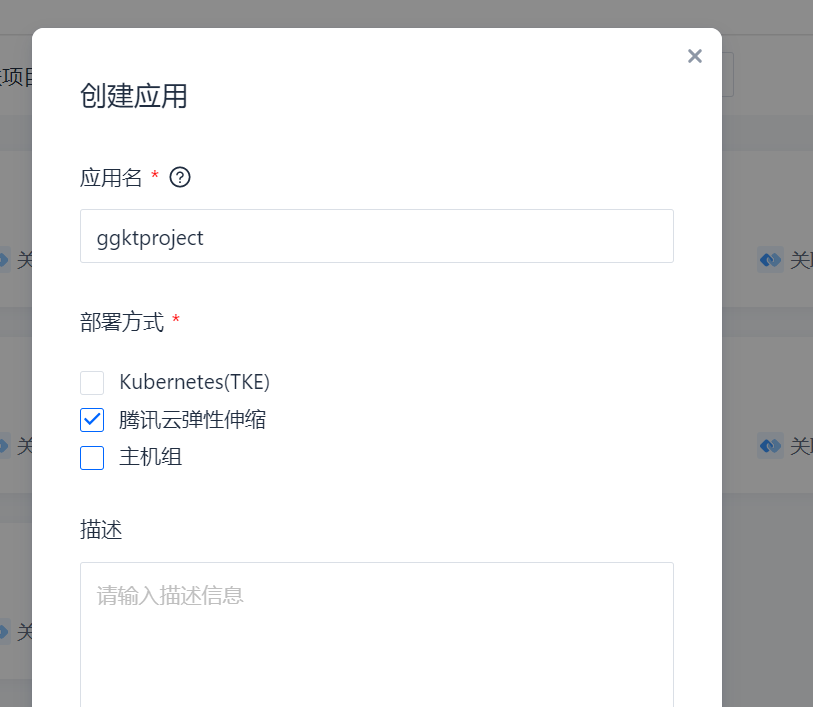 项目
创建应用
应用名 *
ggktproject
关
关
部署方式 *
Kubernetes(TKE)
腾讯云弹性伸缩
主机组
关
关
描述
请输入描述信息
关